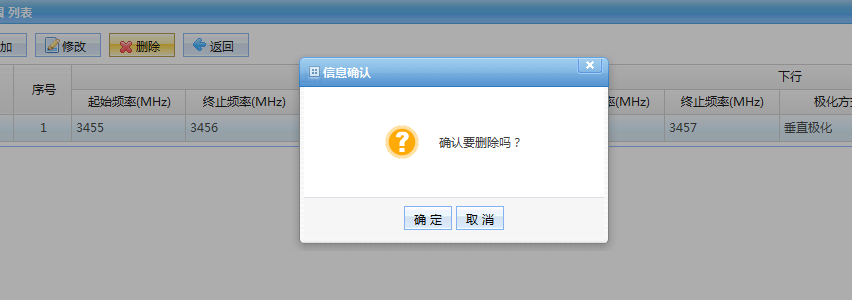 列表
加 修改 删除 返回
信息确认
序号 下行
起始频率(MHz) 终止频率(MHz) (MHz) 终止频率(MHz) 极化方
1 3455 3456 3457 垂直极化
确认要删除吗？
确 定 取 消